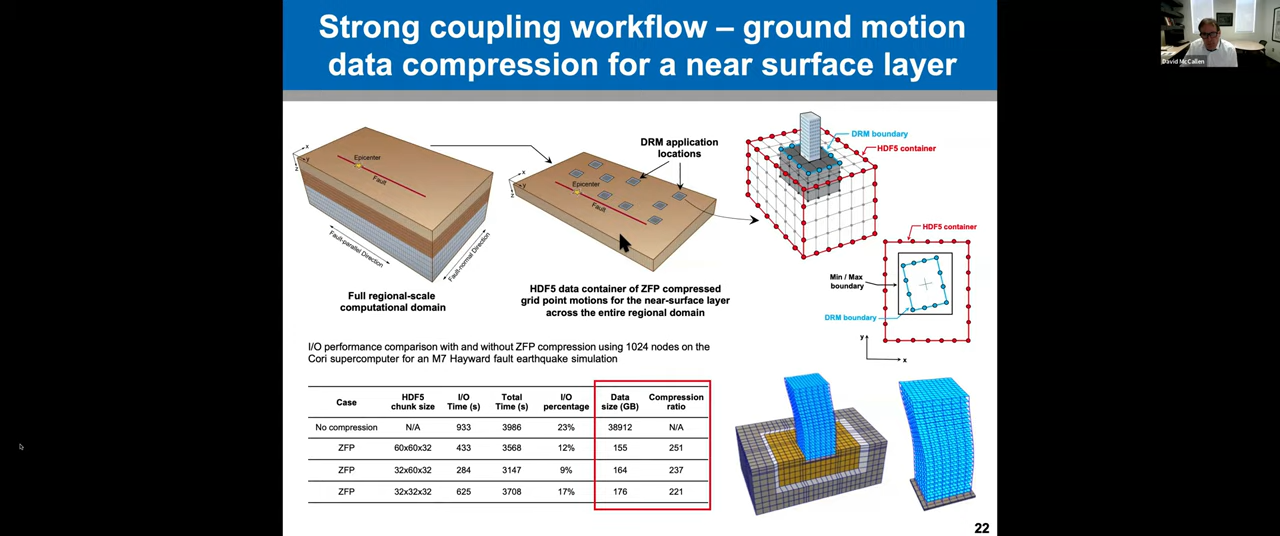 Strong coupling workflow – ground motion
data compression for a near surface layer
David McCallen
x
y
z
Epicenter
Fault
Fault-parallel Direction
Fault-normal Direction
Full regional-scale
computational domain
DRM application
locations
x
y
z
Epicenter
Fault
HDF5 data container of ZFP compressed
grid point motions for the near-surface layer
across the entire regional domain
DRM boundary
HDF5 container
HDF5 container
Min / Max
boundary
DRM boundary
y
x
I/O performance comparison with and without ZFP compression using 1024 nodes on the
Cori supercomputer for an M7 Hayward fault earthquake simulation
Case HDF5 chunk size I/O Time (s) Total Time (s) I/O percentage Data size (GB) Compression ratio
No compression N/A 933 3986 23% 38912 N/A
ZFP 60x60x32 433 3568 12% 155 251
ZFP 32x60x32 284 3147 9% 164 237
ZFP 32x32x32 625 3708 17% 176 221
22